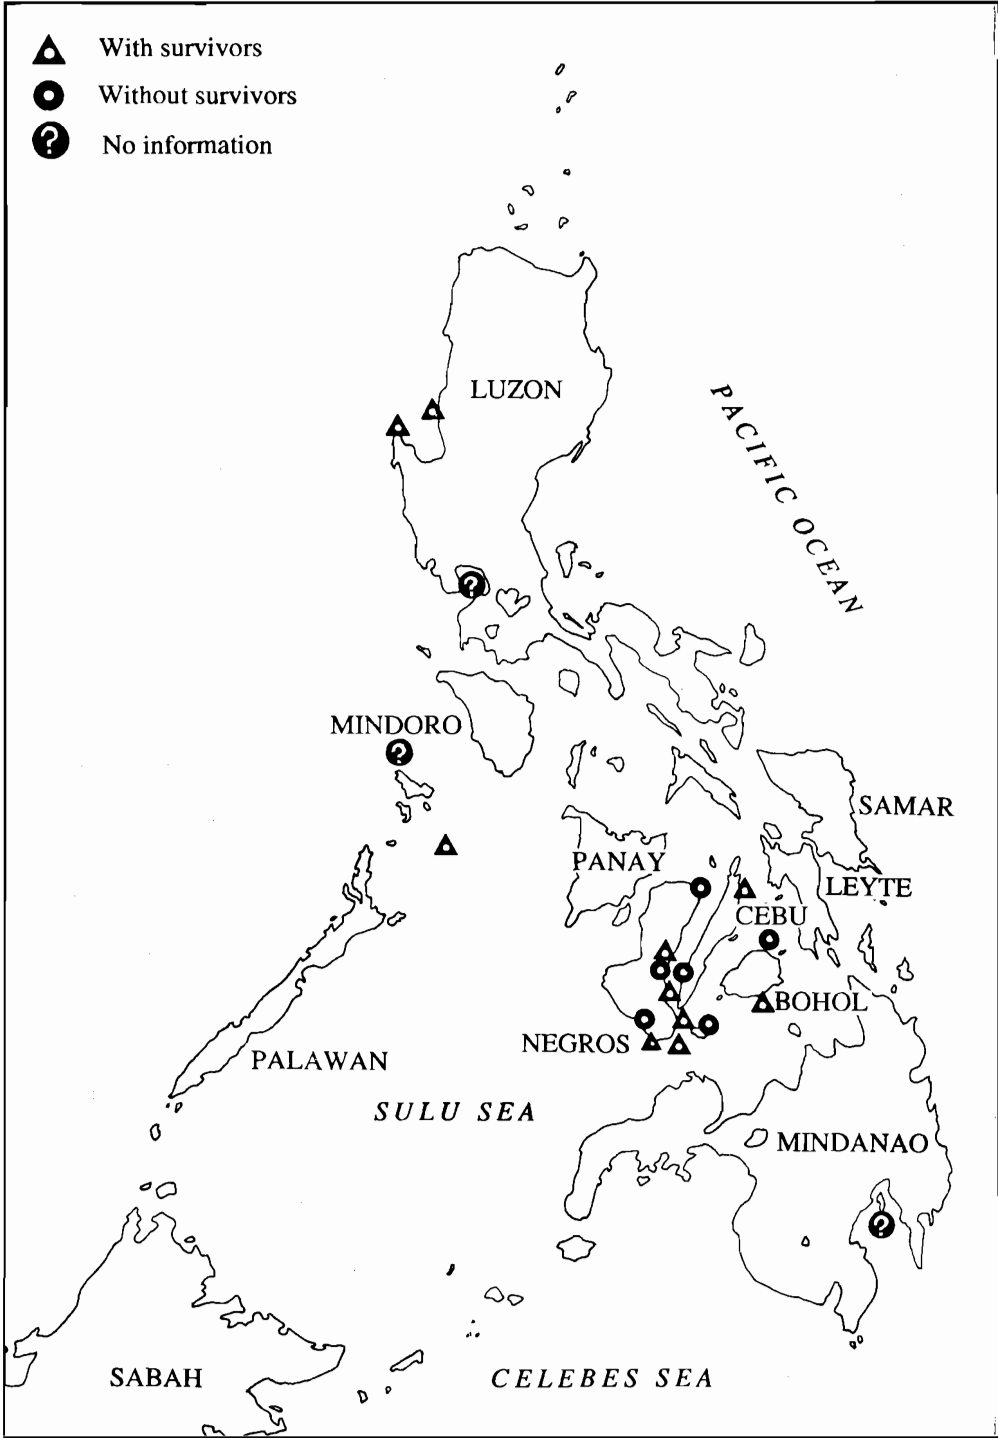 With survivors
Without survivors
? No information
LUZON
PACIFIC OCEAN
?
MINDORO
?
SAMAR
PANAY
LEYTE
CEBU
BOHOL
NEGROS
PALAWAN
SULU SEA
MINDANAO
?
SABAH
CELEBES SEA